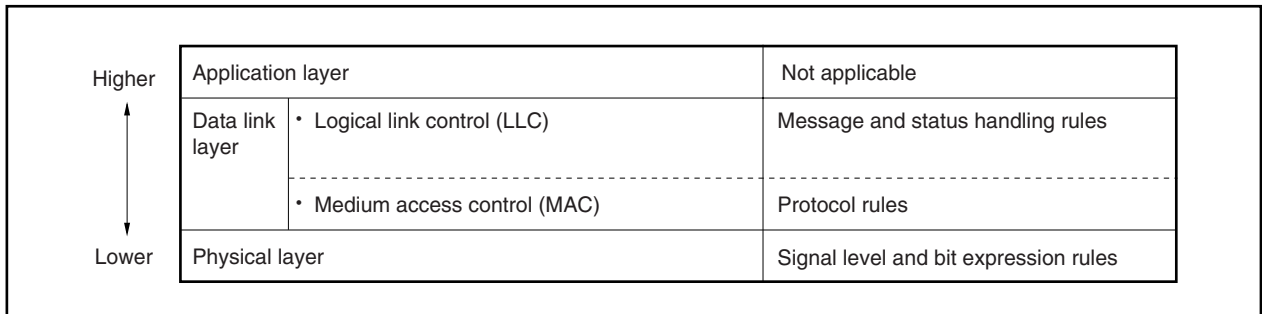 Higher
Application layer
Not applicable
Data link
layer
• Logical link control (LLC)
Message and status handling rules
• Medium access control (MAC)
Protocol rules
Lower
Physical layer
Signal level and bit expression rules